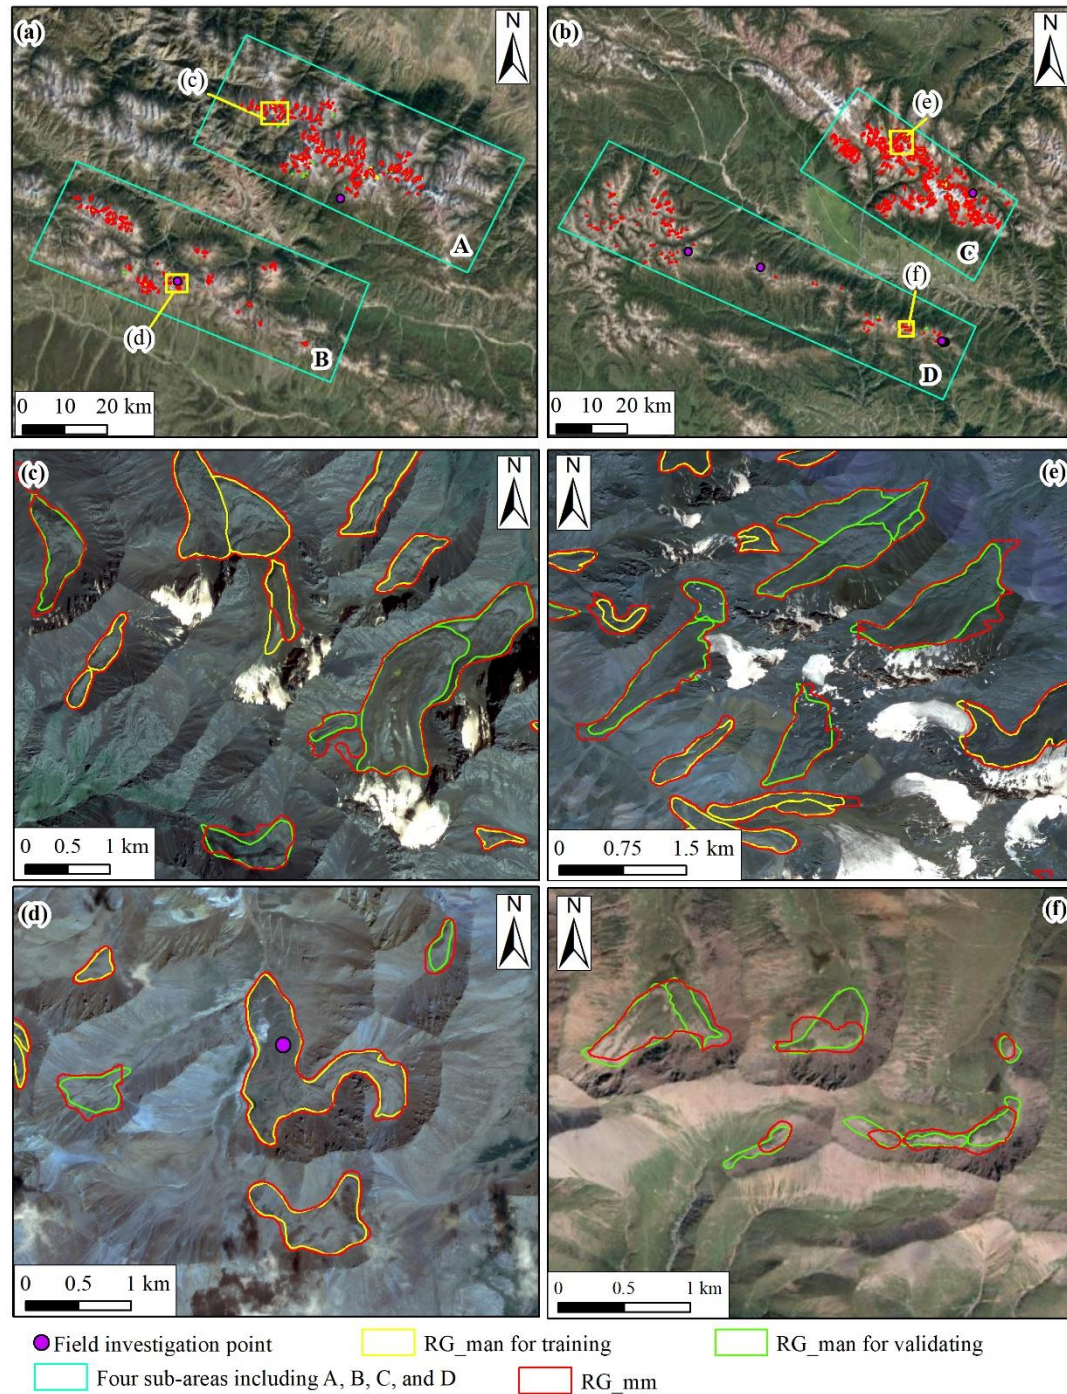 (a)
N
(c)
A
(d)
B
0 10 20 km
(b)
N
(e)
C
(f)
D
0 10 20 km
(c)
N
0 0.5 1 km
(e)
N
0 0.75 1.5 km
(d)
N
0 0.5 1 km
(f)
N
0 0.5 1 km
Field investigation point
RG_man for training
RG_man for validating
Four sub-areas including A, B, C, and D
RG_mm